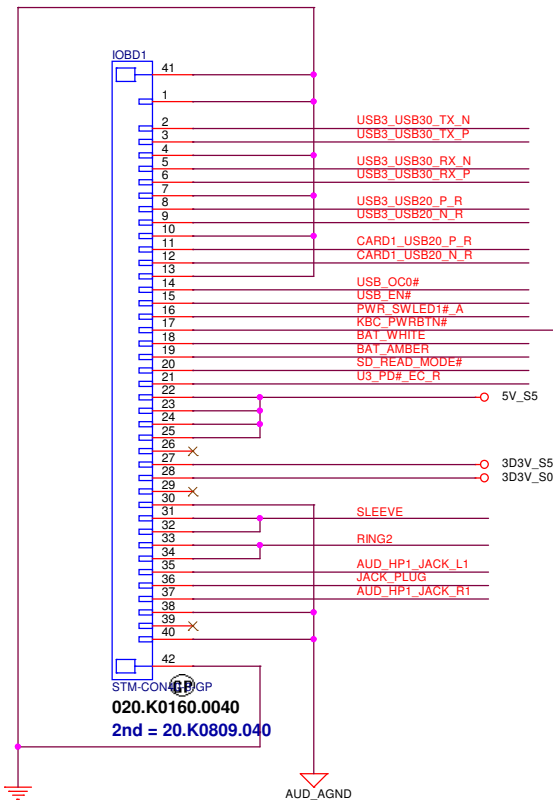 IOBD1
41
1
2 USB3_USB30_TX_N
3 USB3_USB30_TX_P
4
5 USB3_USB30_RX_N
6 USB3_USB30_RX_P
7
8 USB3_USB20_P_R
9 USB3_USB20_N_R
10
11 CARD1_USB20_P_R
12 CARD1_USB20_N_R
13
14 USB_OC0#
15 USB_EN#
16 PWR_SWLED1#_A
17 KBC_PWRBTN#
18 BAT_WHITE
19 BAT_AMBER
20 SD_READ_MODE#
21 U3_PD#_EC_R
22 5V_S5
23
24
25
26
27 3D3V_S5
28 3D3V_S0
29
30
31 SLEEVE
32
33 RING2
34
35 AUD_HP1_JACK_L1
36 JACK_PLUG
37 AUD_HP1_JACK_R1
38
39
40
42
GP
020.K0160.0040
2nd = 20.K0809.040
AUD_AGND